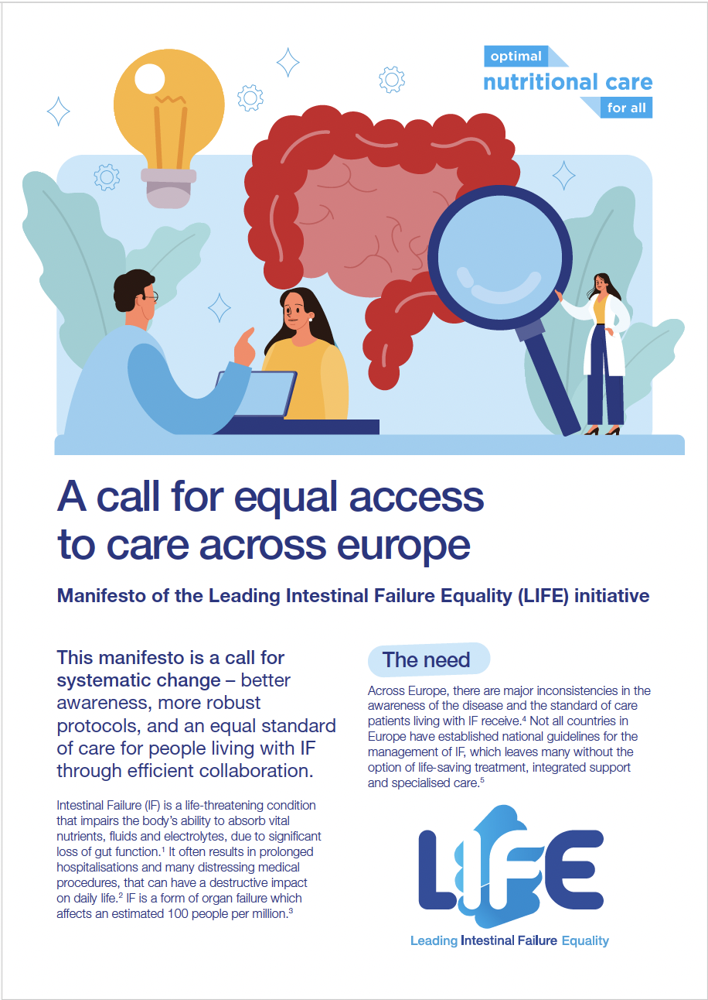 optimal
nutritional care
for all
A call for equal access
to care across europe
Manifesto of the Leading Intestinal Failure Equality (LIFE) initiative
This manifesto is a call for
systematic change – better
awareness, more robust
protocols, and an equal standard
of care for people living with IF
through efficient collaboration.
Intestinal Failure (IF) is a life-threatening condition
that impairs the body’s ability to absorb vital
nutrients, fluids and electrolytes, due to significant
loss of gut function.¹ It often results in prolonged
hospitalisations and many distressing medical
procedures, that can have a destructive impact
on daily life.² IF is a form of organ failure which
affects an estimated 100 people per million.³
The need
Across Europe, there are major inconsistencies in the
awareness of the disease and the standard of care
patients living with IF receive.⁴ Not all countries in
Europe have established national guidelines for the
management of IF, which leaves many without the
option of life-saving treatment, integrated support
and specialised care.⁵
LIFE
Leading Intestinal Failure Equality